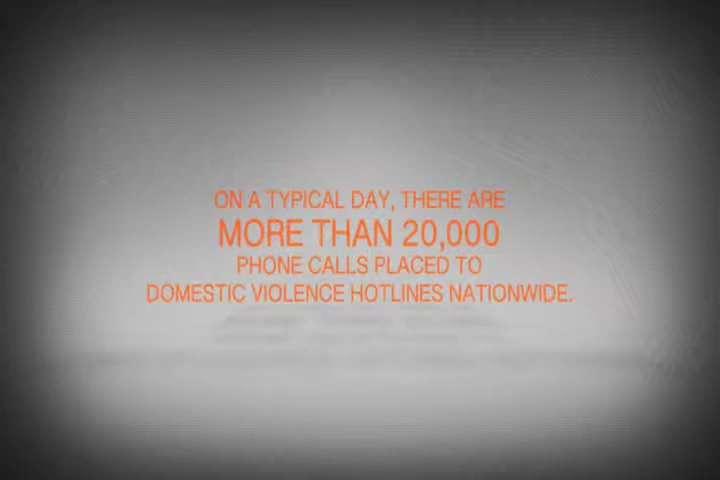 ON A TYPICAL DAY, THERE ARE
MORE THAN 20,000
PHONE CALLS PLACED TO
DOMESTIC VIOLENCE HOTLINES NATIONWIDE.